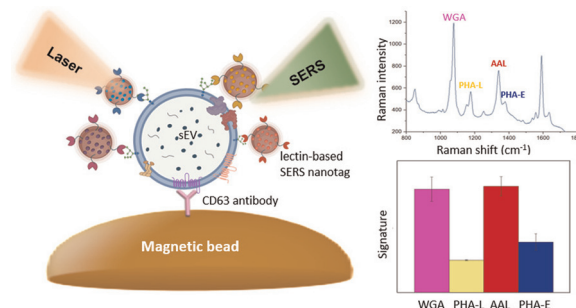 Laser
SERS
sEV
lectin-based
SERS nanotag
CD63 antibody
Magnetic bead
WGA
AAL
PHA-L
PHA-E
Raman intensity
1200
1000
800
600
400
200
800 1000 1200 1400 1600 1800
Raman shift (cm⁻¹)
Signature
WGA PHA-L AAL PHA-E